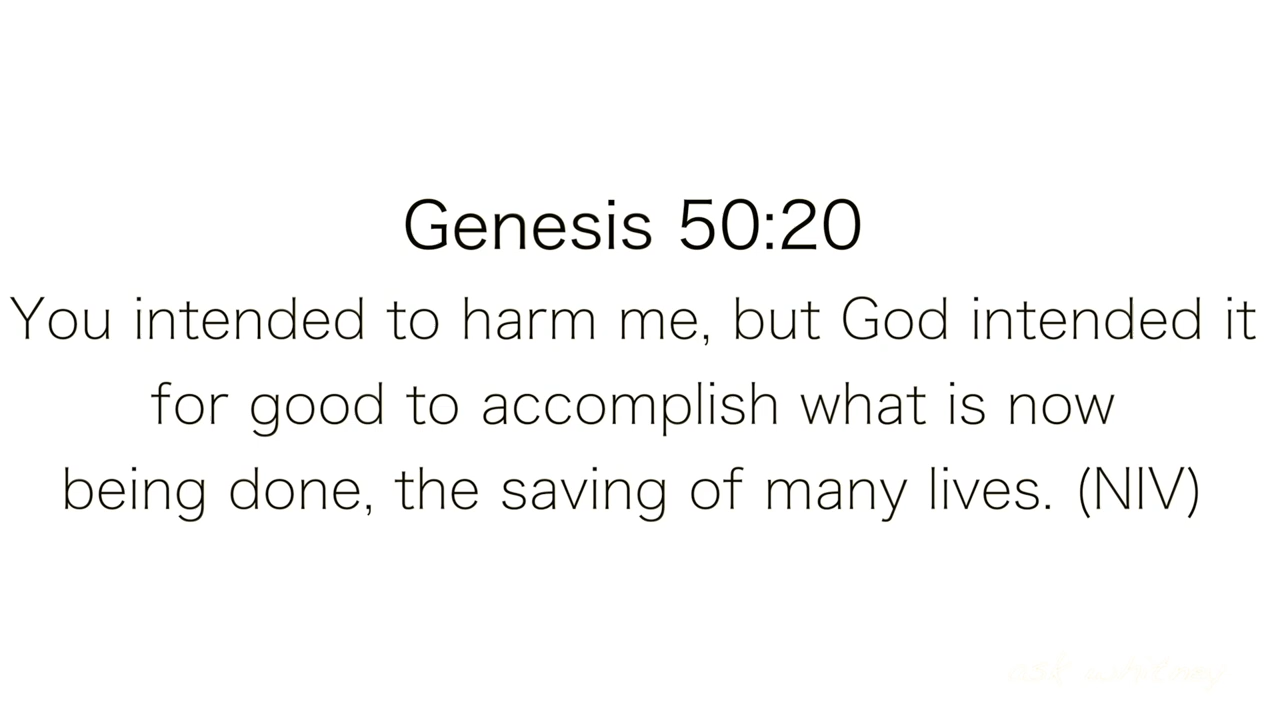 Genesis 50:20
You intended to harm me, but God intended it
for good to accomplish what is now
being done, the saving of many lives. (NIV)